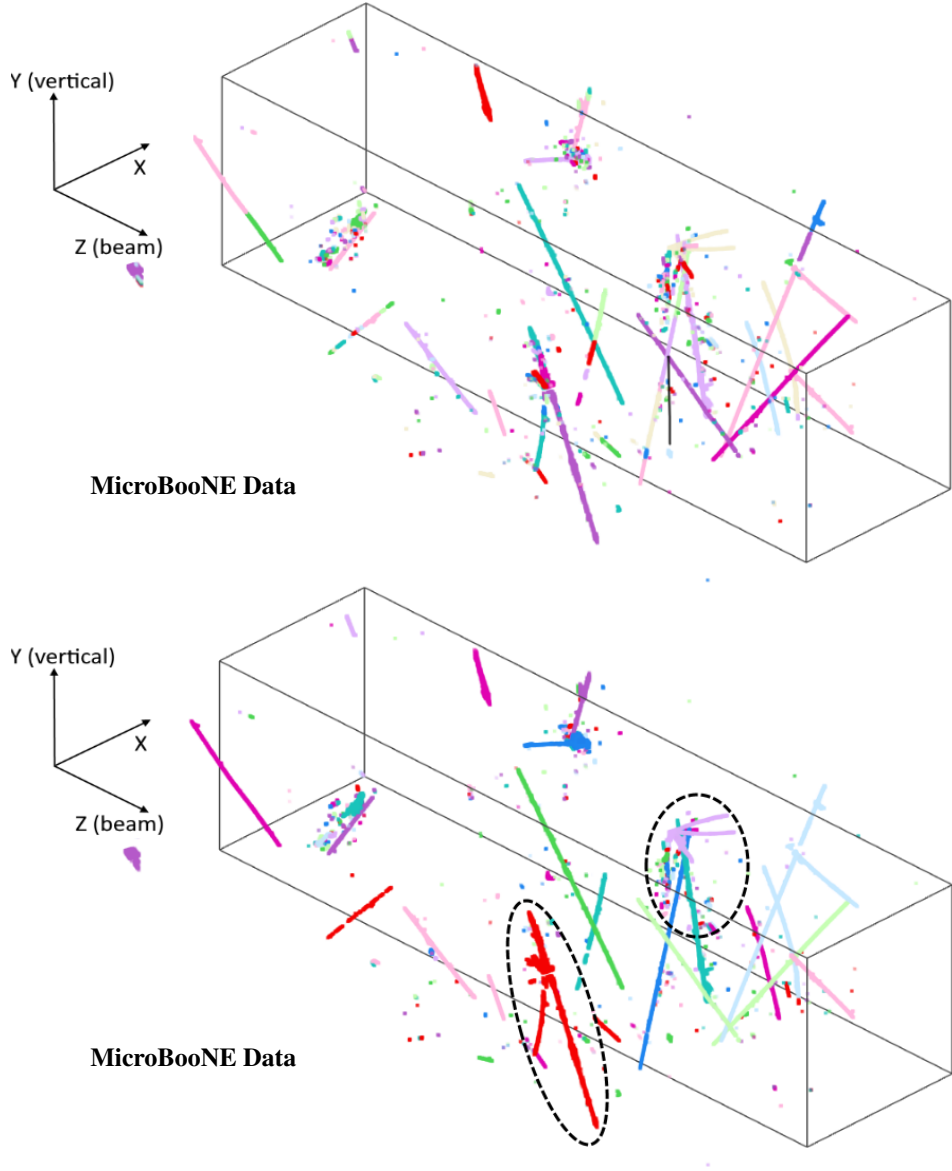 Y (vertical)
X
Z (beam)
MicroBooNE Data
Y (vertical)
X
Z (beam)
MicroBooNE Data